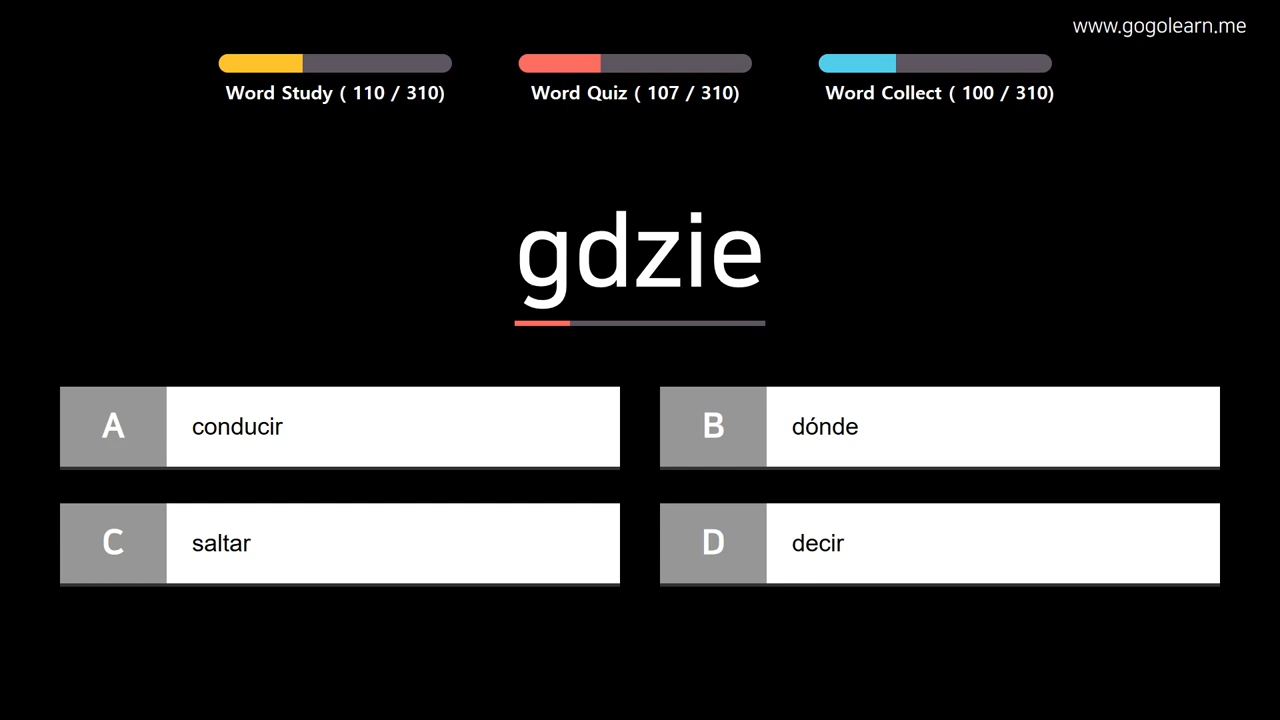 www.gogolearn.me
Word Study ( 110 / 310)
Word Quiz ( 107 / 310)
Word Collect ( 100 / 310)
gdzie
A conducir
B dónde
C saltar
D decir